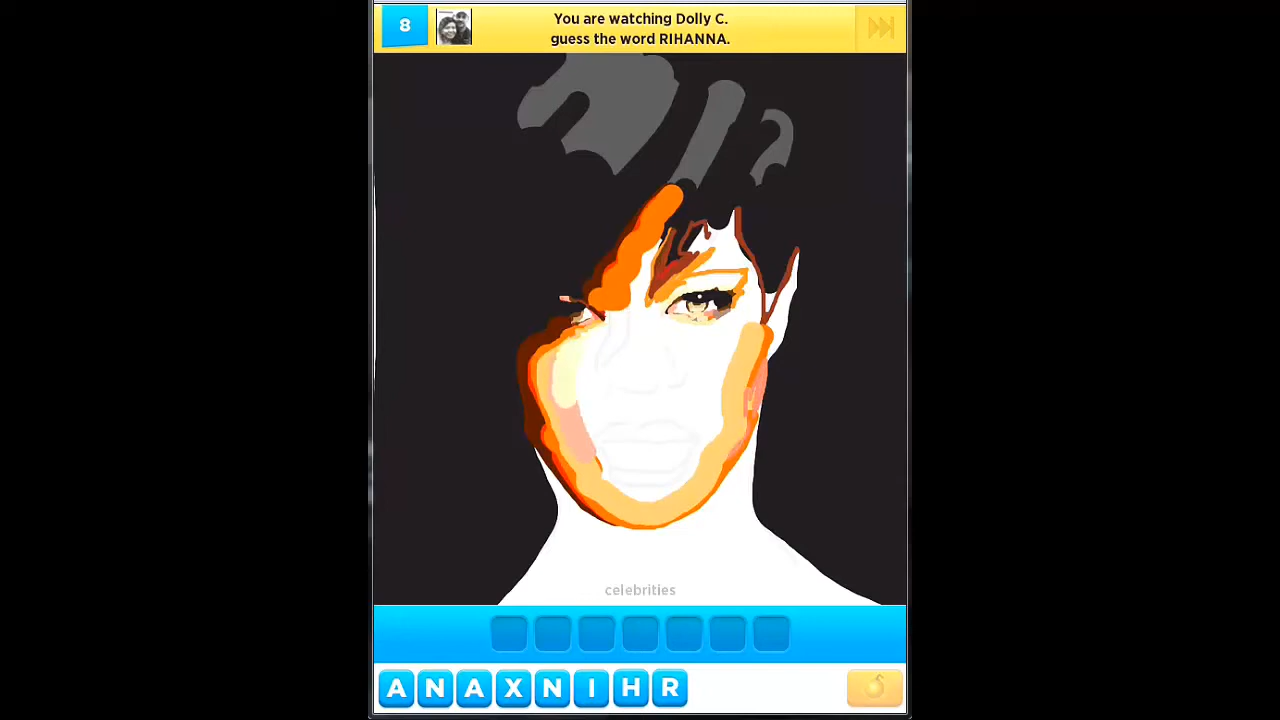 8
You are watching Dolly C.
guess the word RIHANNA.
celebrities
A N A X N I H R